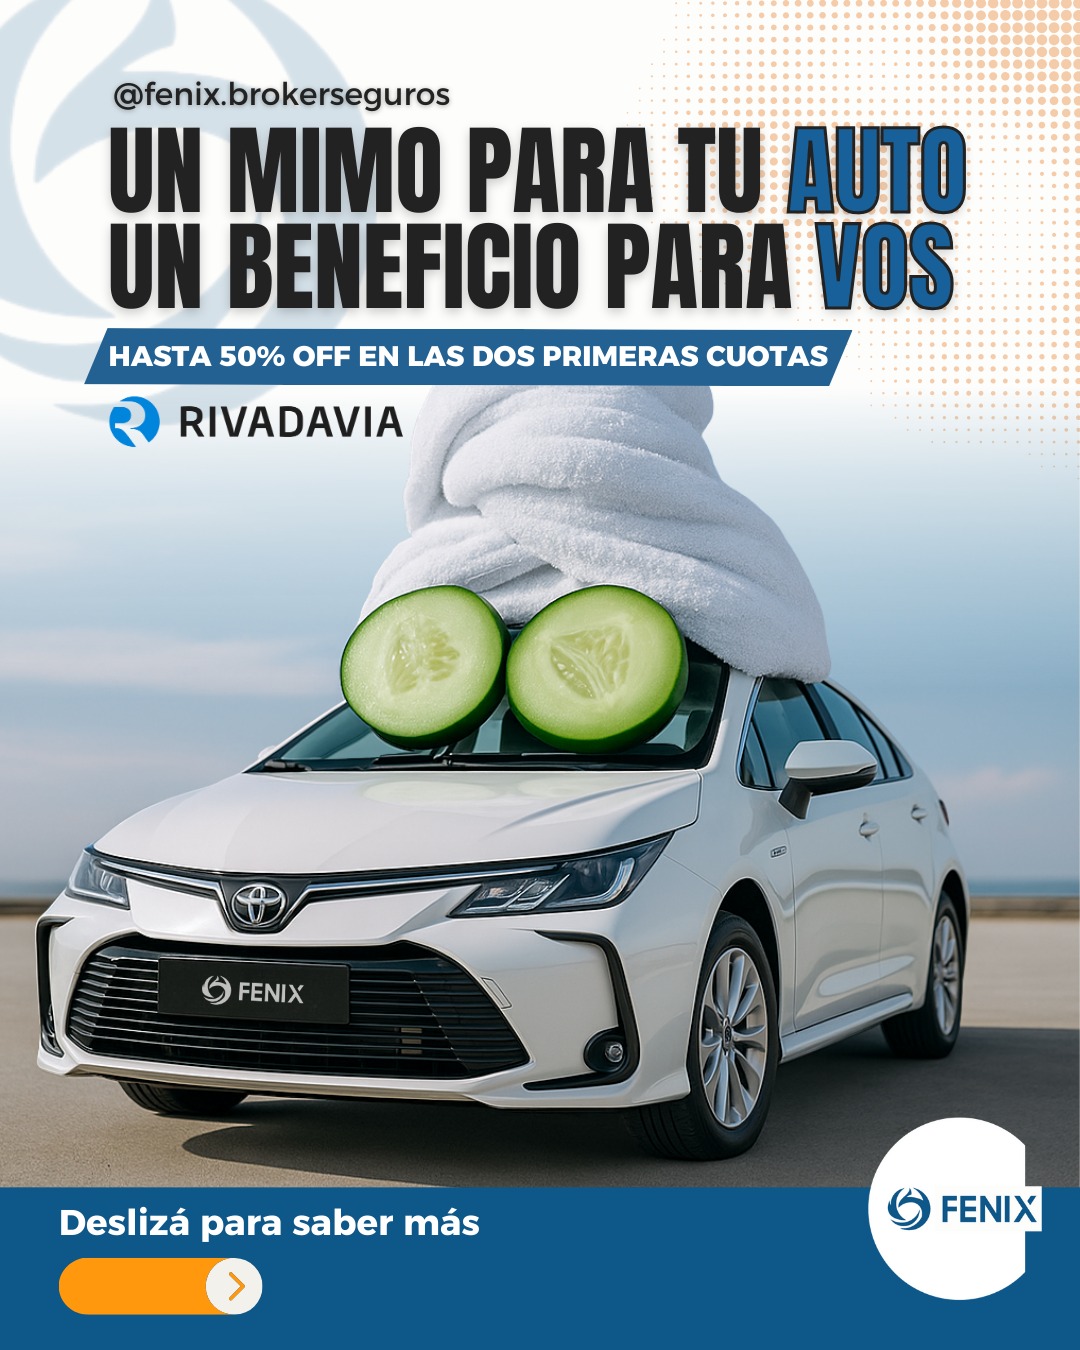 @fenix.brokerseguros
UN MIMO PARA TU AUTO
UN BENEFICIO PARA VOS
HASTA 50% OFF EN LAS DOS PRIMERAS CUOTAS
RIVADAVIA
FENIX
Deslizá para saber más
FENIX